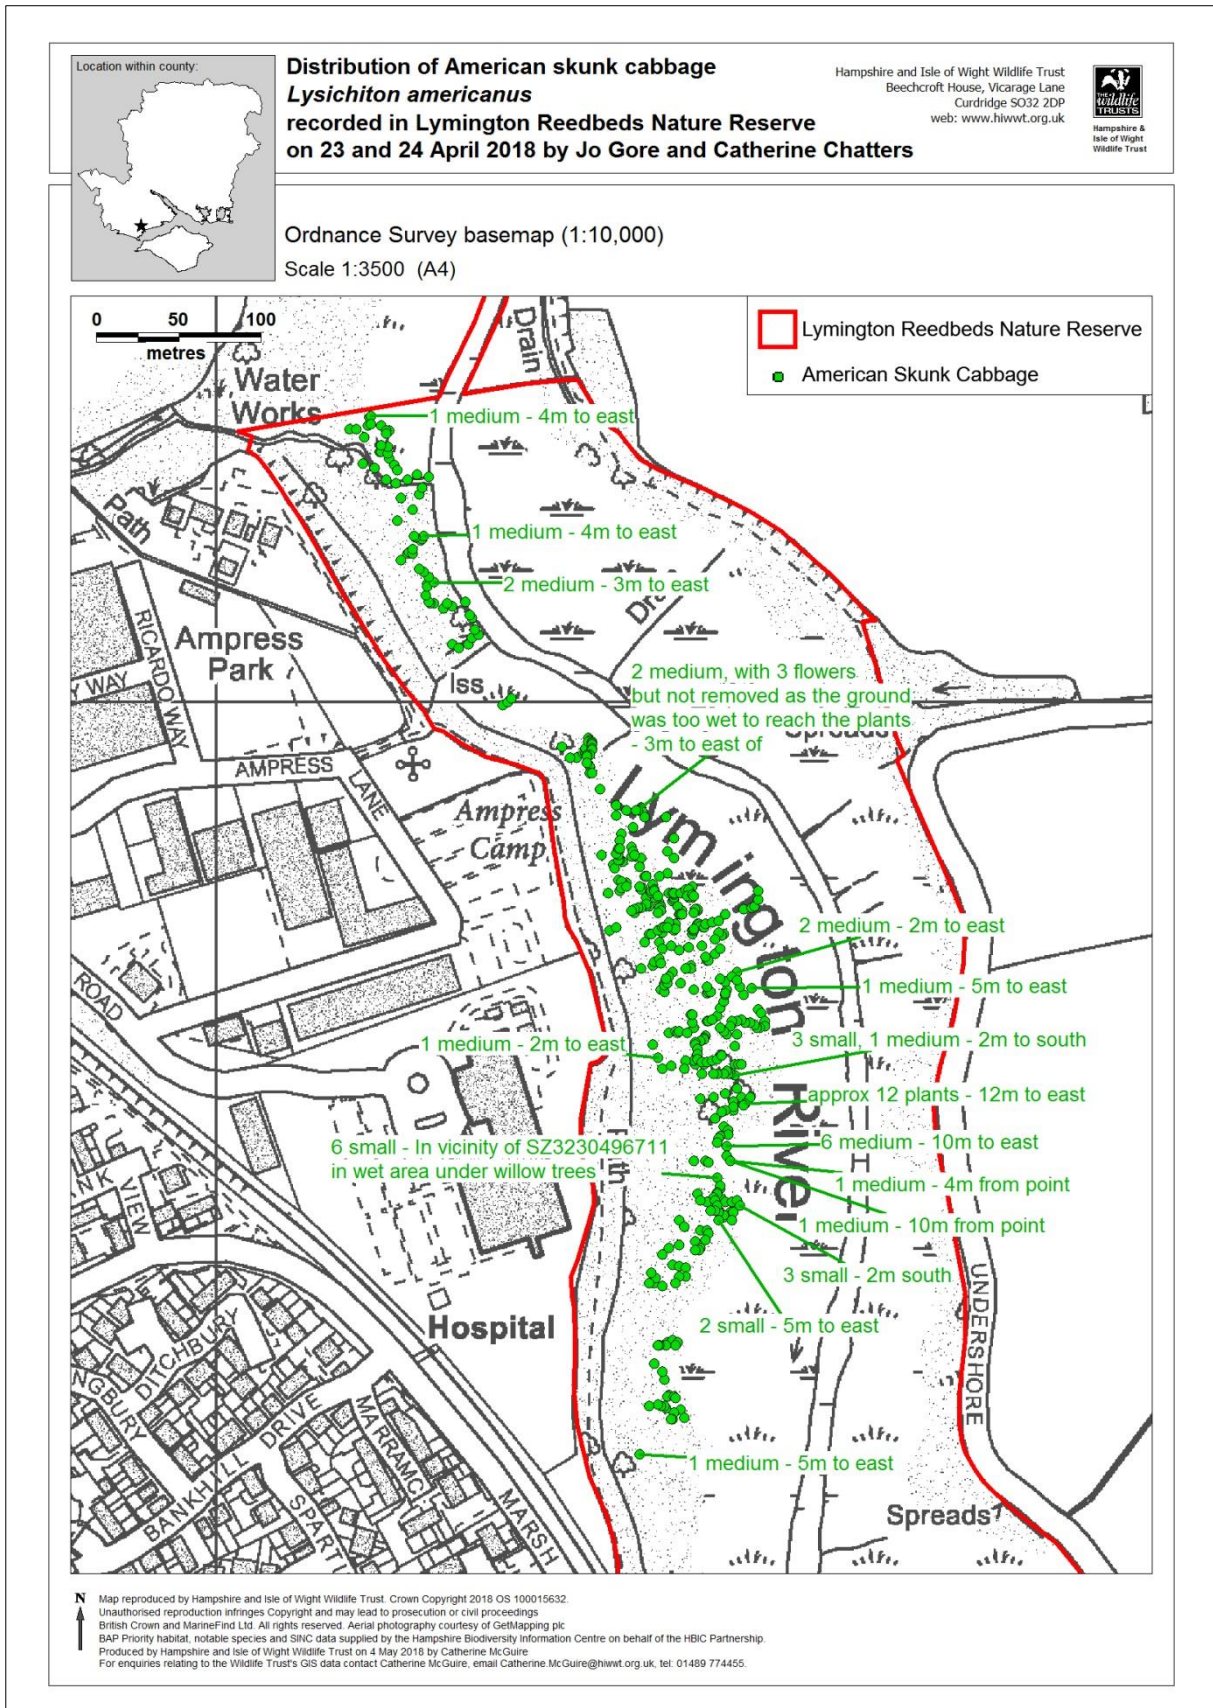 Location within county:
Distribution of American skunk cabbage
Lysichiton americanus
recorded in Lymington Reedbeds Nature Reserve
on 23 and 24 April 2018 by Jo Gore and Catherine Chatters
Hampshire and Isle of Wight Wildlife Trust
Beechcroft House, Vicarage Lane
Curdridge SO32 2DP
web: www.hiwwt.org.uk
THE
wildlife
TRUSTS
Hampshire &
Isle of Wight
Wildlife Trust
Ordnance Survey basemap (1:10,000)
Scale 1:3500 (A4)
0 50 100
metres
Lymington Reedbeds Nature Reserve
American Skunk Cabbage
Drain
Water
Works
1 medium - 4m to east
Path
1 medium - 4m to east
2 medium - 3m to east
RICARDO WAY
Ampress
Park
Y WAY
Iss
2 medium, with 3 flowers
but not removed as the ground
was too wet to reach the plants
- 3m to east of
Spreads
AMPRESS
LANE
Ampress
Camp
Lymington
River
2 medium - 2m to east
1 medium - 5m to east
ROAD
1 medium - 2m to east
3 small, 1 medium - 2m to south
approx 12 plants - 12m to east
6 small - In vicinity of SZ3230496711
in wet area under willow trees
6 medium - 10m to east
1 medium - 4m from point
1 medium - 10m from point
VIEW
3 small - 2m south
2 small - 5m to east
Hospital
UNDERSHORE
DITCHBURY
NGBURY
DRIVE
MARRAMC
BANKHILL
SPART
MARSH
1 medium - 5m to east
Spreads
N
Map reproduced by Hampshire and Isle of Wight Wildlife Trust. Crown Copyright 2018 OS 100015632.
Unauthorised reproduction infringes Copyright and may lead to prosecution or civil proceedings
British Crown and MarineFind Ltd. All rights reserved. Aerial photography courtesy of GetMapping plc
BAP Priority habitat, notable species and SINC data supplied by the Hampshire Biodiversity Information Centre on behalf of the HBIC Partnership.
Produced by Hampshire and Isle of Wight Wildlife Trust on 4 May 2018 by Catherine McGuire
For enquiries relating to the Wildlife Trust's GIS data contact Catherine McGuire, email Catherine.McGuire@hiwwt.org.uk, tel: 01489 774455.